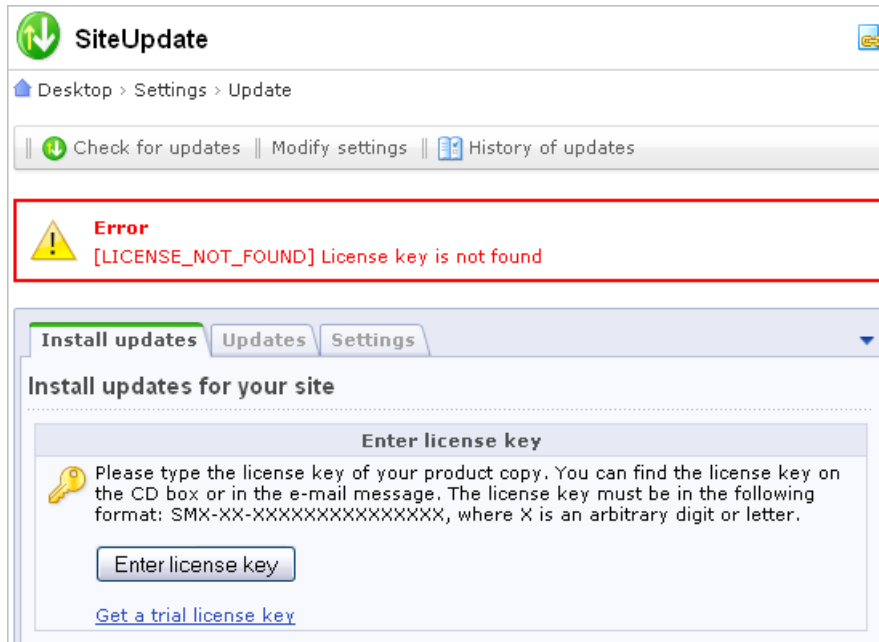 SiteUpdate
Desktop > Settings > Update
Check for updates Modify settings History of updates
Error
[LICENSE_NOT_FOUND] License key is not found
Install updates Updates Settings
Install updates for your site
Enter license key
Please type the license key of your product copy. You can find the license key on
the CD box or in the e-mail message. The license key must be in the following
format: SMX-XX-XXXXXXXXXXXXXXX, where X is an arbitrary digit or letter.
Enter license key
Get a trial license key